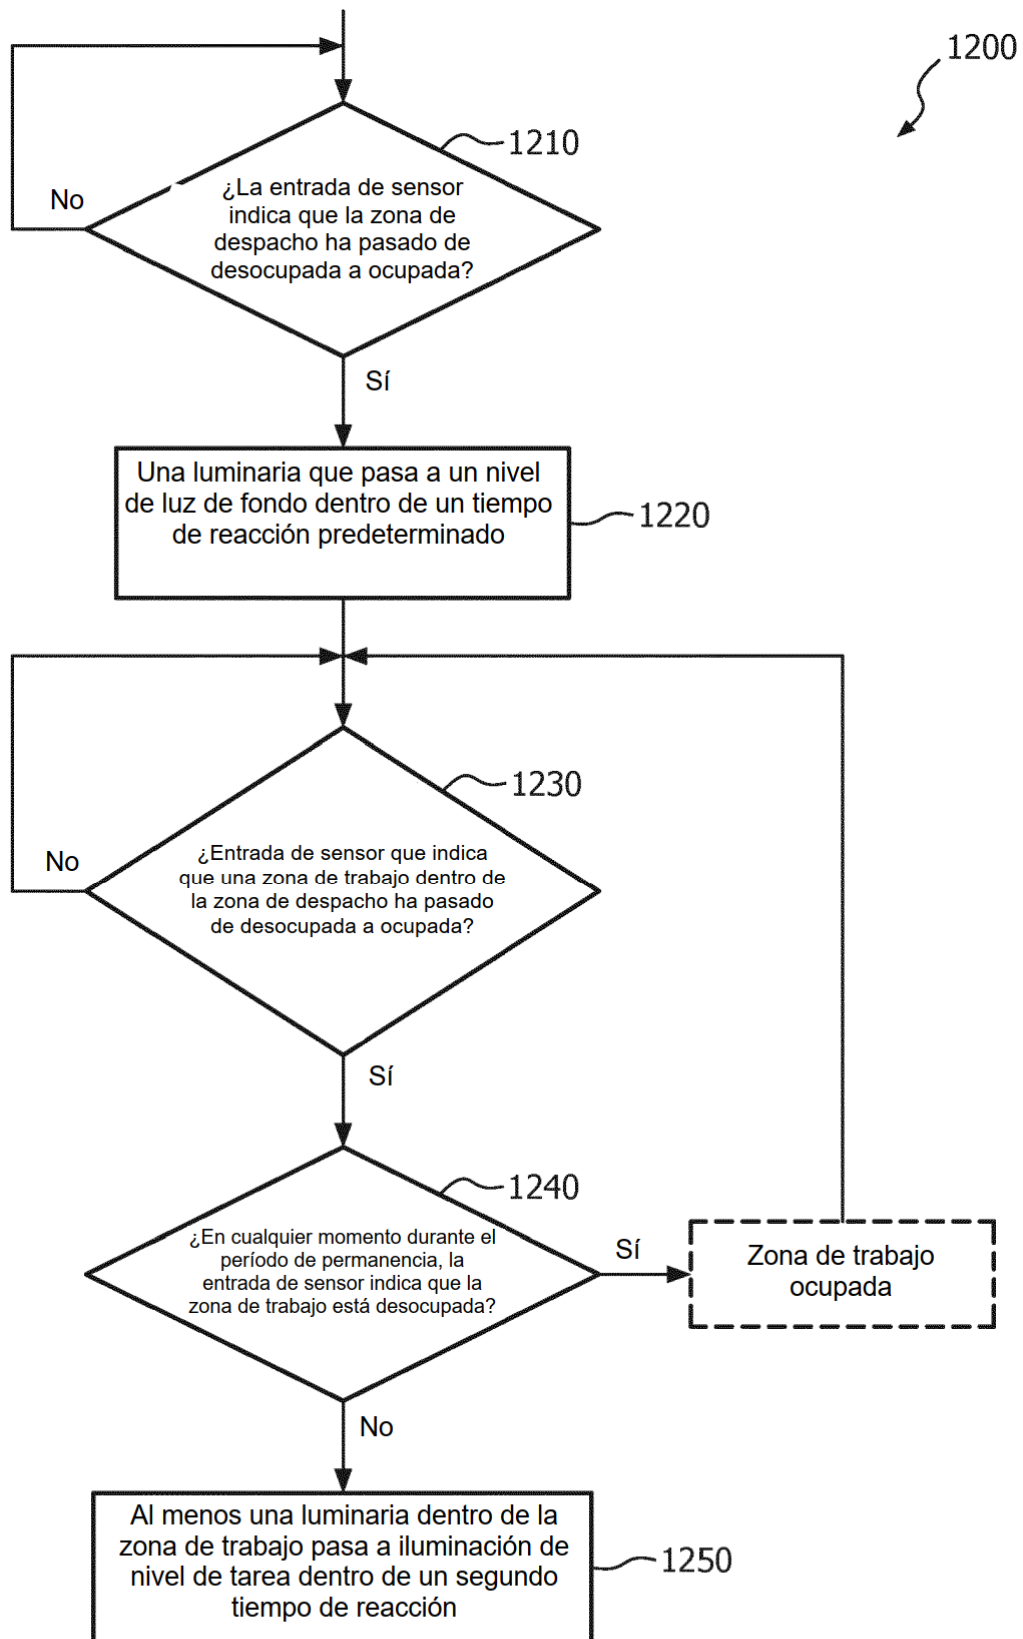 1200
1210
¿La entrada de sensor
indica que la zona de
despacho ha pasado de
desocupada a ocupada?
No
Sí
Una luminaria que pasa a un nivel
de luz de fondo dentro de un tiempo
de reacción predeterminado
1220
1230
¿Entrada de sensor que indica
que una zona de trabajo dentro de
la zona de despacho ha pasado
de desocupada a ocupada?
No
Sí
1240
¿En cualquier momento durante el
período de permanencia, la
entrada de sensor indica que la
zona de trabajo está desocupada?
Sí
Zona de trabajo
ocupada
No
Al menos una luminaria dentro de la
zona de trabajo pasa a iluminación de
nivel de tarea dentro de un segundo
tiempo de reacción
1250